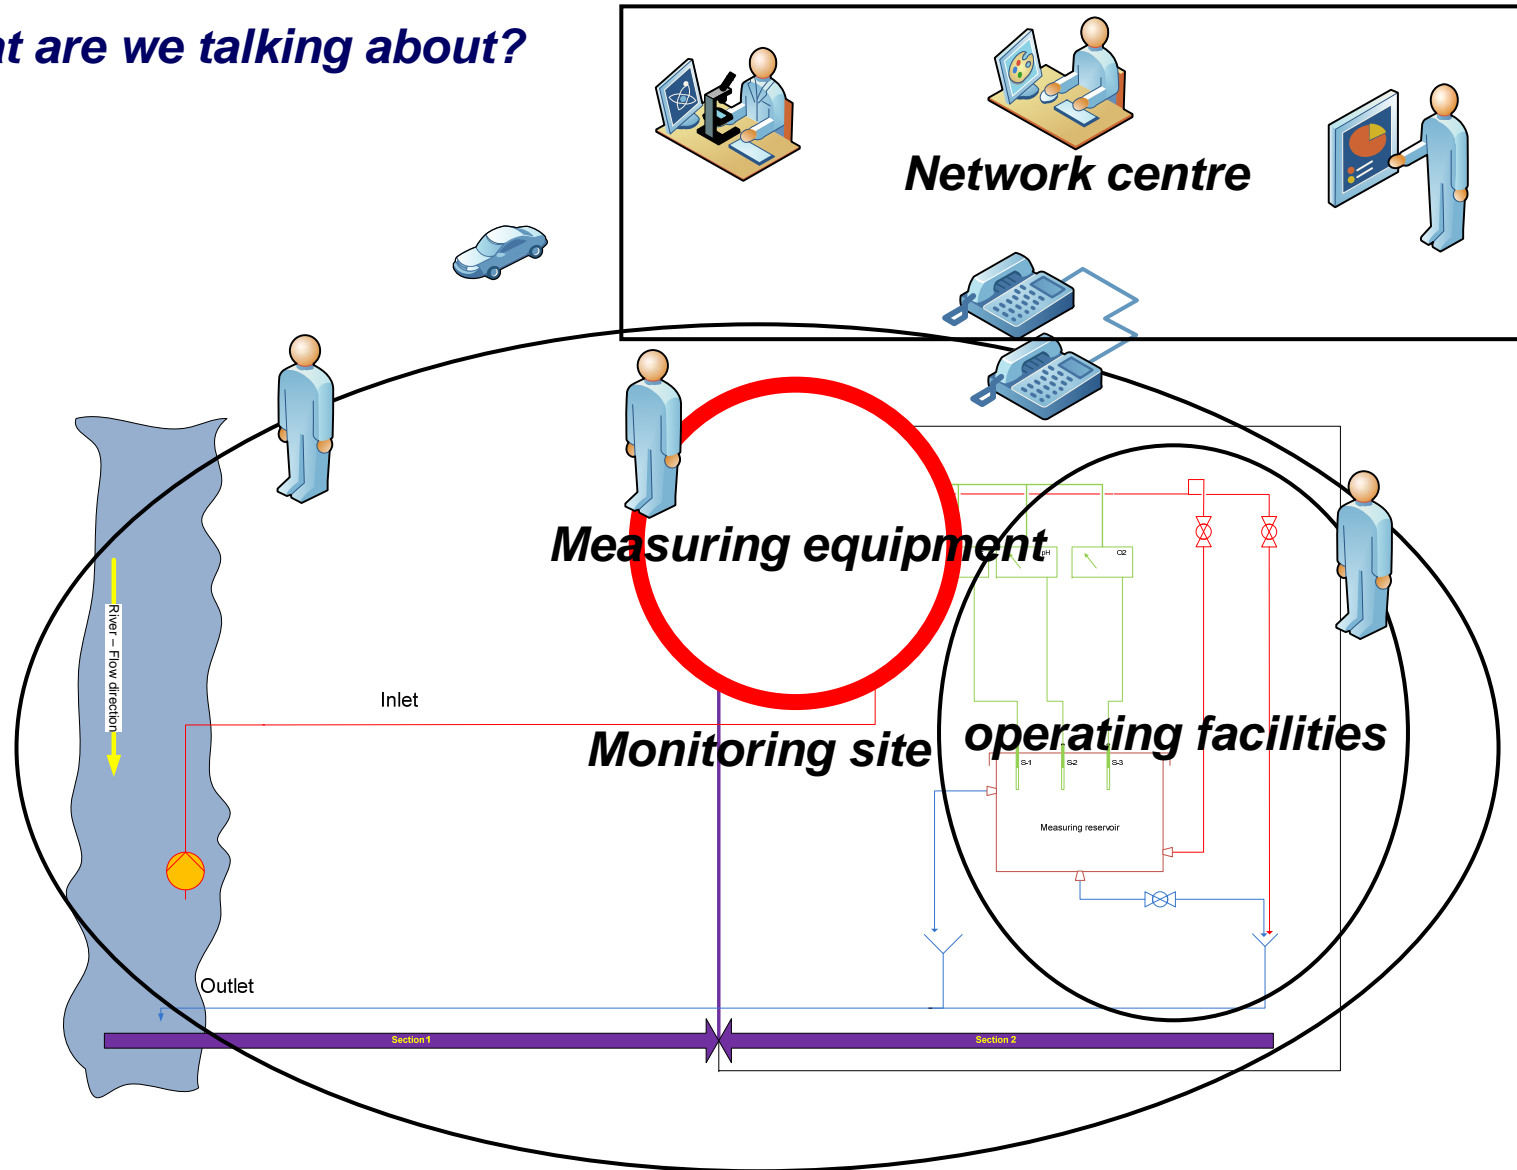 at are we talking about?
Network centre
Measuring equipment
pH
O2
River – Flow direction
Inlet
Monitoring site
operating facilities
S-1
S-2
S-3
Measuring reservoir
Outlet
Section 1
Section 2